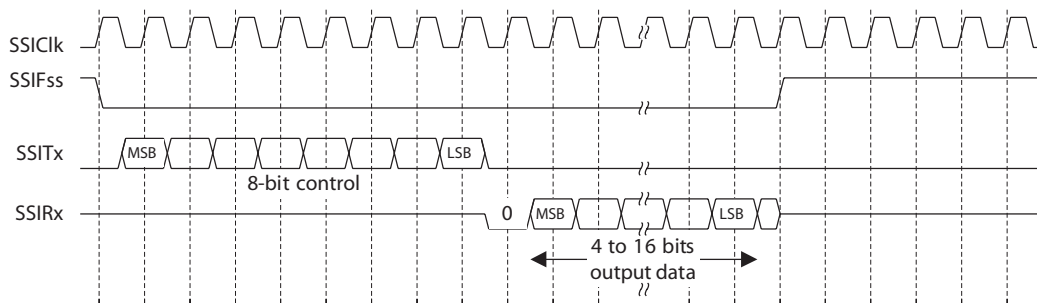 SSIClk
SSIFss
SSITx
MSB
LSB
8-bit control
SSIRx
0
MSB
LSB
4 to 16 bits
output data